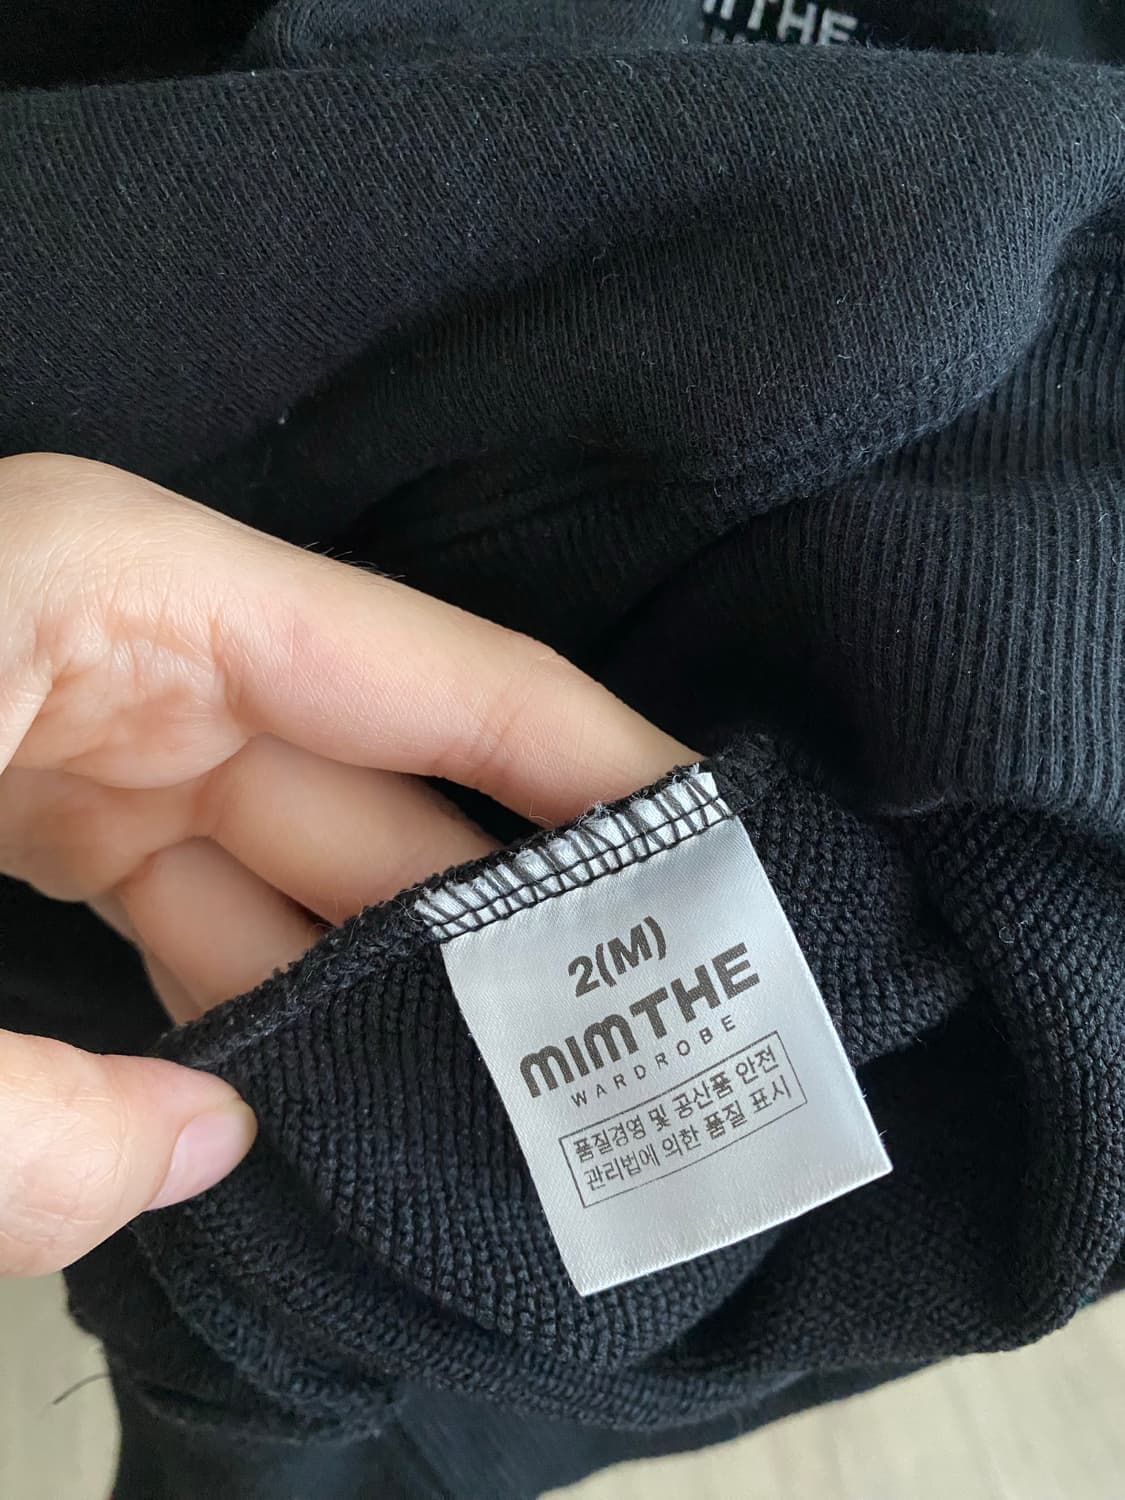 THE
2(M)
mimTHE
WARDROBE
품질경영 및 공산품 안전
관리법에 의한 품질 표시